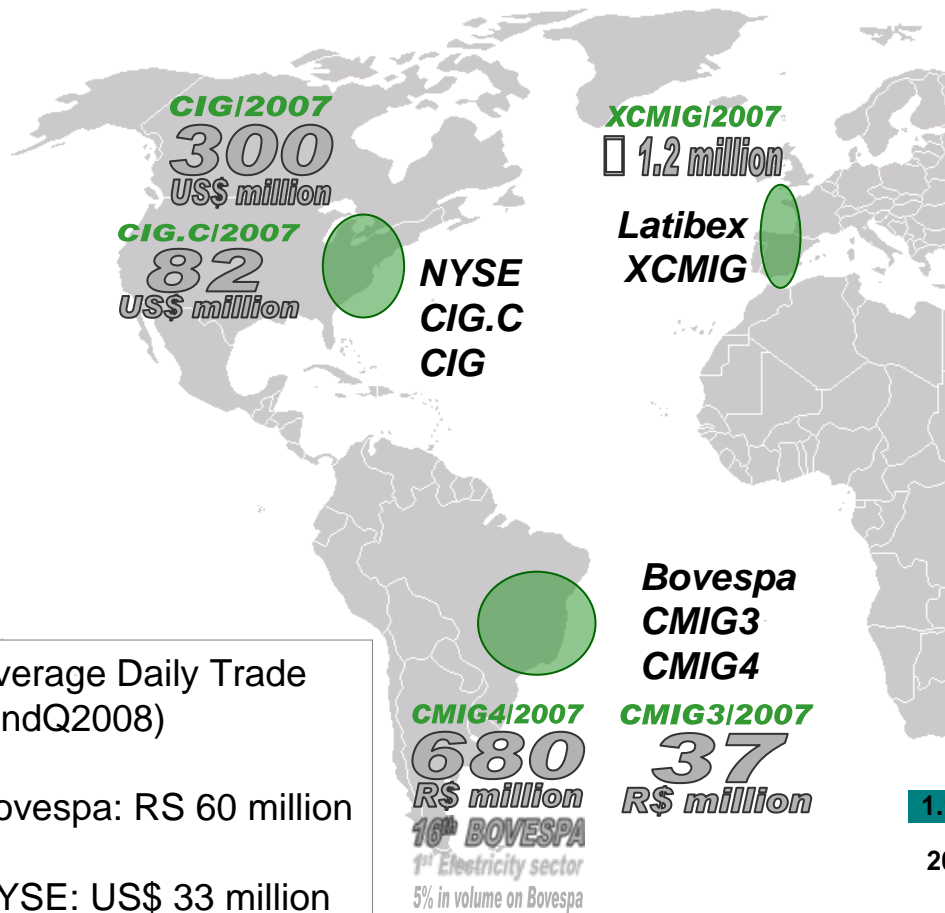 CIG/2007
300
US$ million
CIG.C/2007
82
US$ million
NYSE
CIG.C
CIG
XCMIG/2007
1.2 million
Latibex
XCMIG
Bovespa
CMIG3
CMIG4
CMIG4/2007
680
R$ million
16th BOVESPA
1st Electricity sector
5% in volume on Bovespa
CMIG3/2007
37
R$ million
verage Daily Trade
ndQ2008)
ovespa: RS 60 million
YSE: US$ 33 million
1.
20